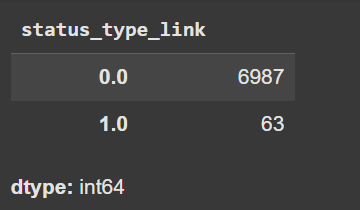 status_type_link
0.0 6987
1.0 63
dtype: int64